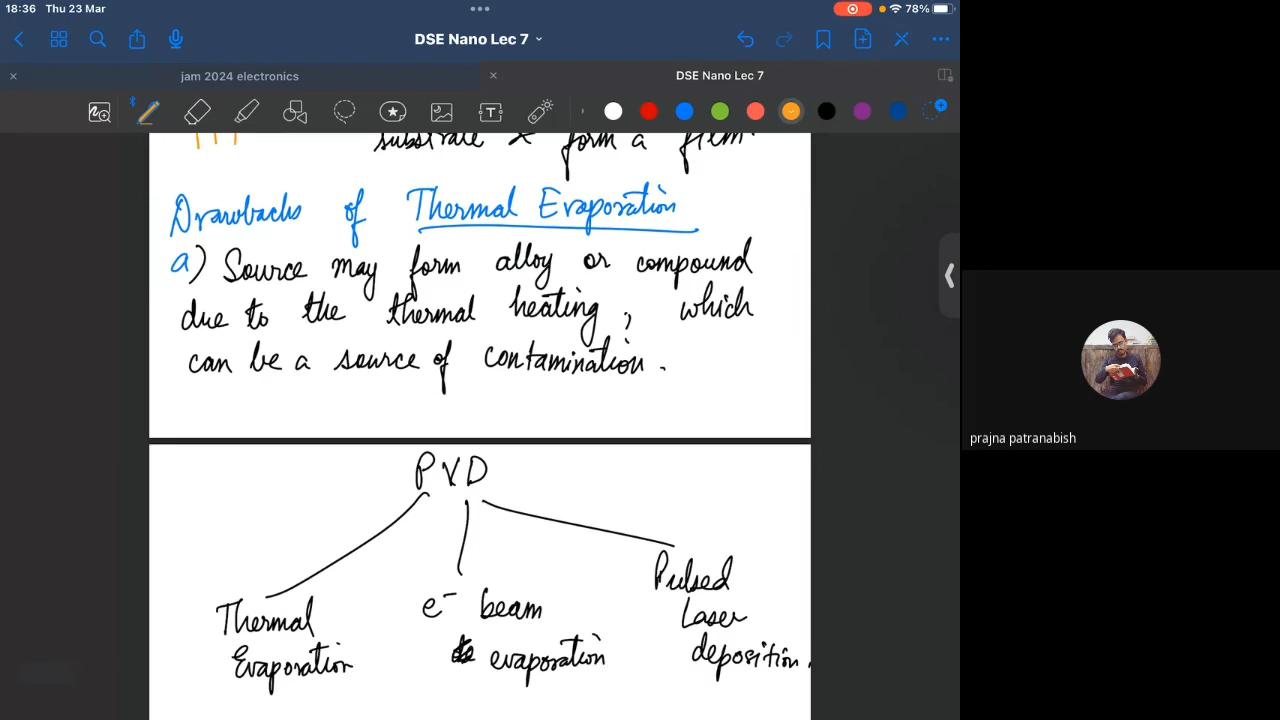 18:36 Thu 23 Mar
78%
DSE Nano Lec 7
jam 2024 electronics
DSE Nano Lec 7
substrate & form a film
Drawbacks of Thermal Evaporation
a) Source may form alloy or compound
due to the thermal heating, which
can be a source of contamination.
PVD
Thermal
Evaporation
e⁻ beam
evaporation
Pulsed
Laser
deposition.
prajna patranabish